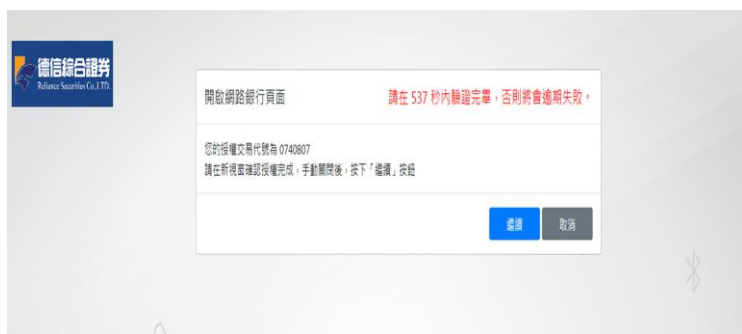 德信綜合證券
Reliance Securities Co.,LTD.
開啟網路銀行頁面
請在 537 秒內驗證完畢，否則將會逾期失敗。
您的授權交易代號為 0740807
請在新視窗確認授權完成，手動關閉後，按下「繼續」按鈕
繼續
取消